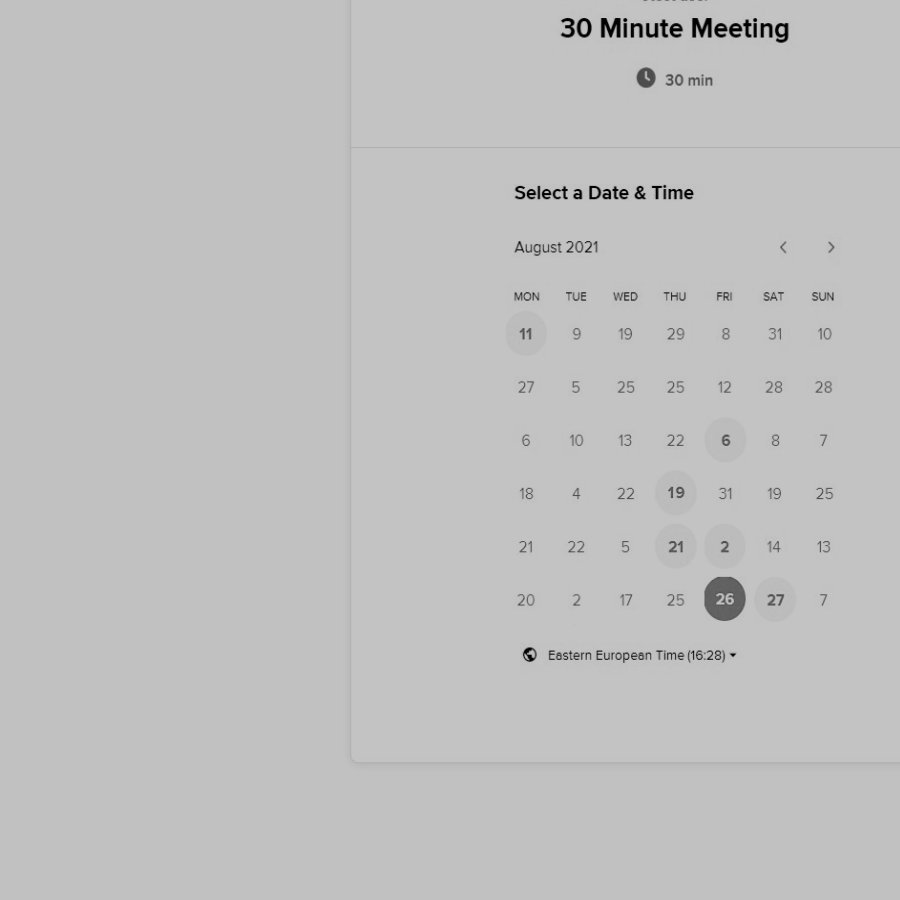 30 Minute Meeting
30 min
Select a Date & Time
August 2021
MON TUE WED THU FRI SAT SUN
11 9 19 29 8 31 10
27 5 25 25 12 28 28
6 10 13 22 6 8 7
18 4 22 19 31 19 25
21 22 5 21 2 14 13
20 2 17 25 26 27 7
Eastern European Time (16:28)